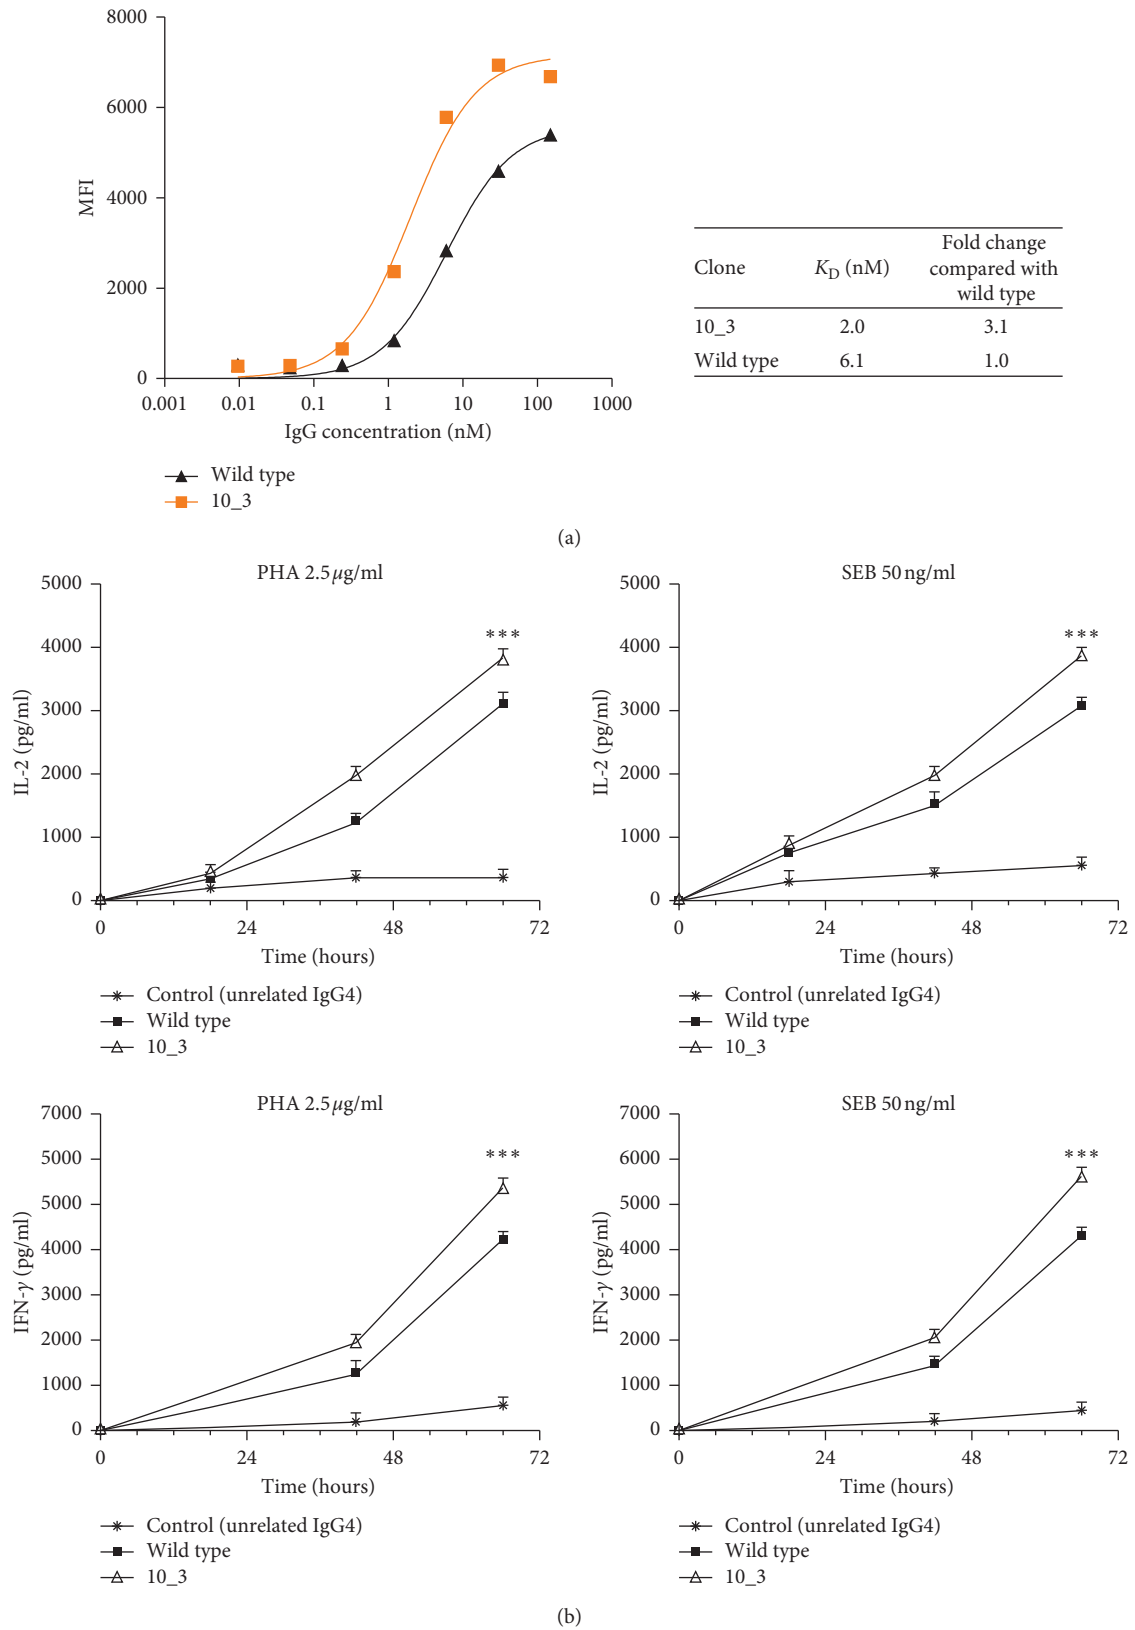 8000
6000
4000
2000
0
MFI
0.001 0.01 0.1 1 10 100 1000
IgG concentration (nM)
Wild type
10_3
Clone K_D (nM) Fold change
compared with
wild type
10_3 2.0 3.1
Wild type 6.1 1.0
(a)
PHA 2.5 μg/ml
5000
4000
3000
2000
1000
0
IL-2 (pg/ml)
***
0 24 48 72
Time (hours)
Control (unrelated IgG4)
Wild type
10_3
SEB 50 ng/ml
5000
4000
3000
2000
1000
0
IL-2 (pg/ml)
***
0 24 48 72
Time (hours)
Control (unrelated IgG4)
Wild type
10_3
PHA 2.5 μg/ml
7000
6000
5000
4000
3000
2000
1000
0
IFN-γ (pg/ml)
***
0 24 48 72
Time (hours)
Control (unrelated IgG4)
Wild type
10_3
SEB 50 ng/ml
7000
6000
5000
4000
3000
2000
1000
0
IFN-γ (pg/ml)
***
0 24 48 72
Time (hours)
Control (unrelated IgG4)
Wild type
10_3
(b)